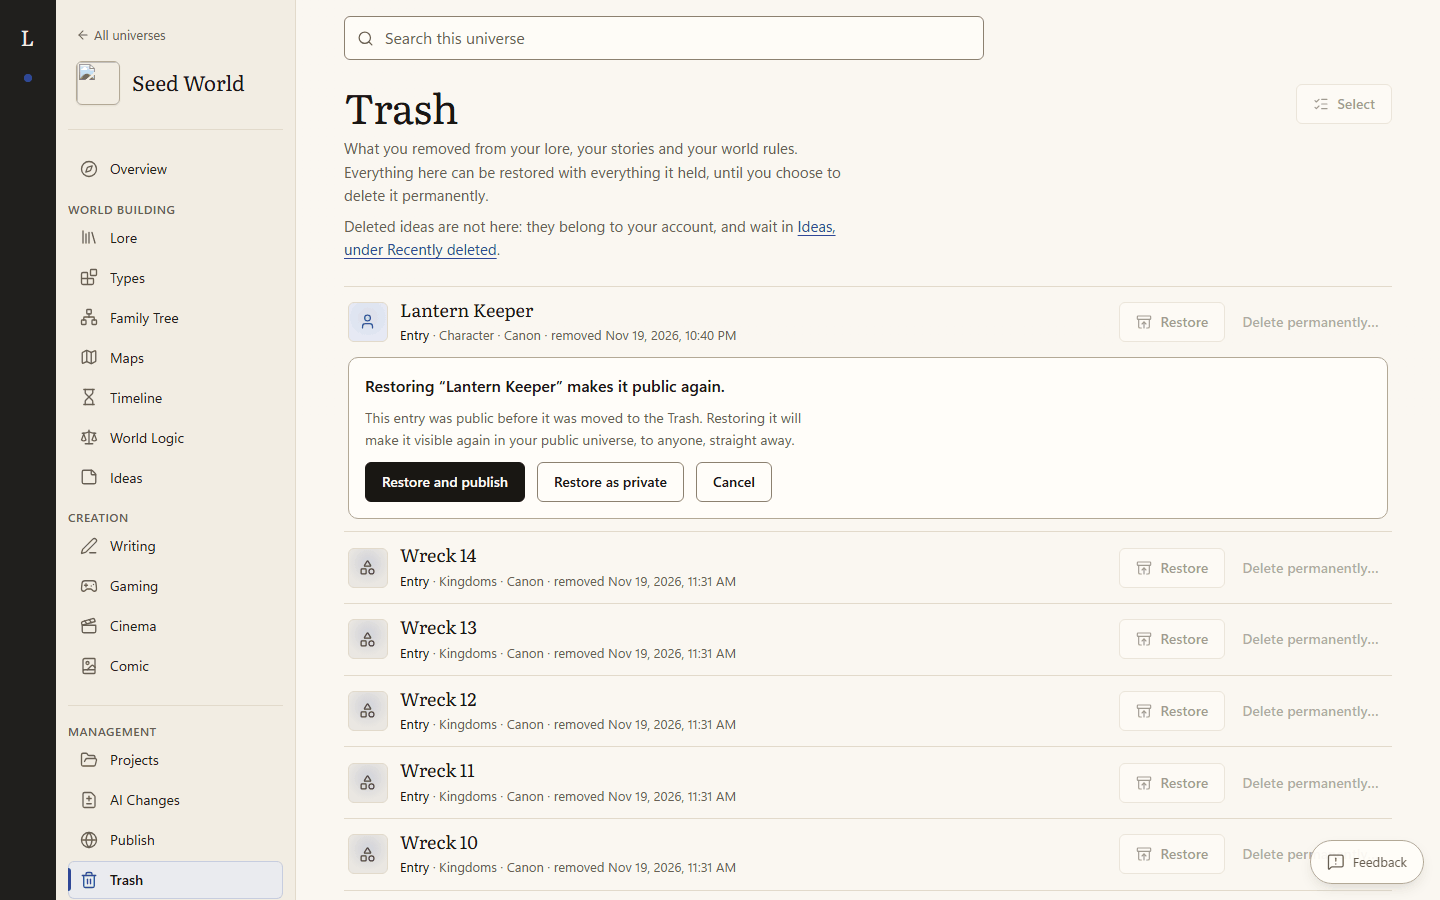 L
All universes
Seed World
Overview
WORLD BUILDING
Lore
Types
Family Tree
Maps
Timeline
World Logic
Ideas
CREATION
Writing
Gaming
Cinema
Comic
MANAGEMENT
Projects
AI Changes
Publish
Trash
Search this universe
Trash
Select
What you removed from your lore, your stories and your world rules.
Everything here can be restored with everything it held, until you choose to
delete it permanently.
Deleted ideas are not here: they belong to your account, and wait in Ideas,
under Recently deleted.
Lantern Keeper
Entry · Character · Canon · removed Nov 19, 2026, 10:40 PM
Restore
Delete permanently...
Restoring “Lantern Keeper” makes it public again.
This entry was public before it was moved to the Trash. Restoring it will
make it visible again in your public universe, to anyone, straight away.
Restore and publish
Restore as private
Cancel
Wreck 14
Entry · Kingdoms · Canon · removed Nov 19, 2026, 11:31 AM
Restore
Delete permanently...
Wreck 13
Entry · Kingdoms · Canon · removed Nov 19, 2026, 11:31 AM
Restore
Delete permanently...
Wreck 12
Entry · Kingdoms · Canon · removed Nov 19, 2026, 11:31 AM
Restore
Delete permanently...
Wreck 11
Entry · Kingdoms · Canon · removed Nov 19, 2026, 11:31 AM
Restore
Delete permanently...
Wreck 10
Entry · Kingdoms · Canon · removed Nov 19, 2026, 11:31 AM
Restore
Delete
Feedback